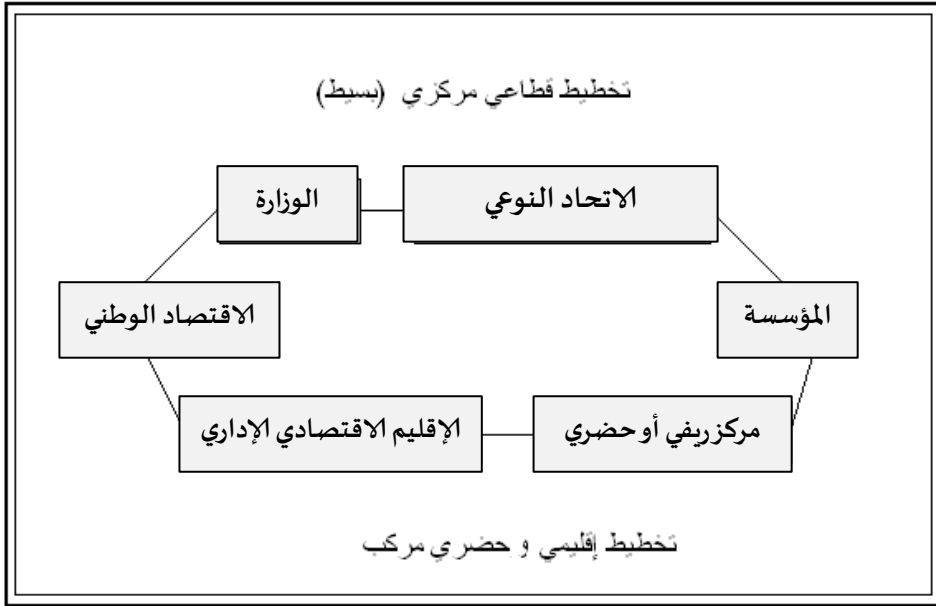 تخطيط قطاعي مركزي (بسيط)
الاتحاد النوعي
الوزارة
المؤسسة
الاقتصاد الوطني
مركز ريفي أو حضري
الإقليم الاقتصادي الإداري
تخطيط إقليمي و حضري مركب